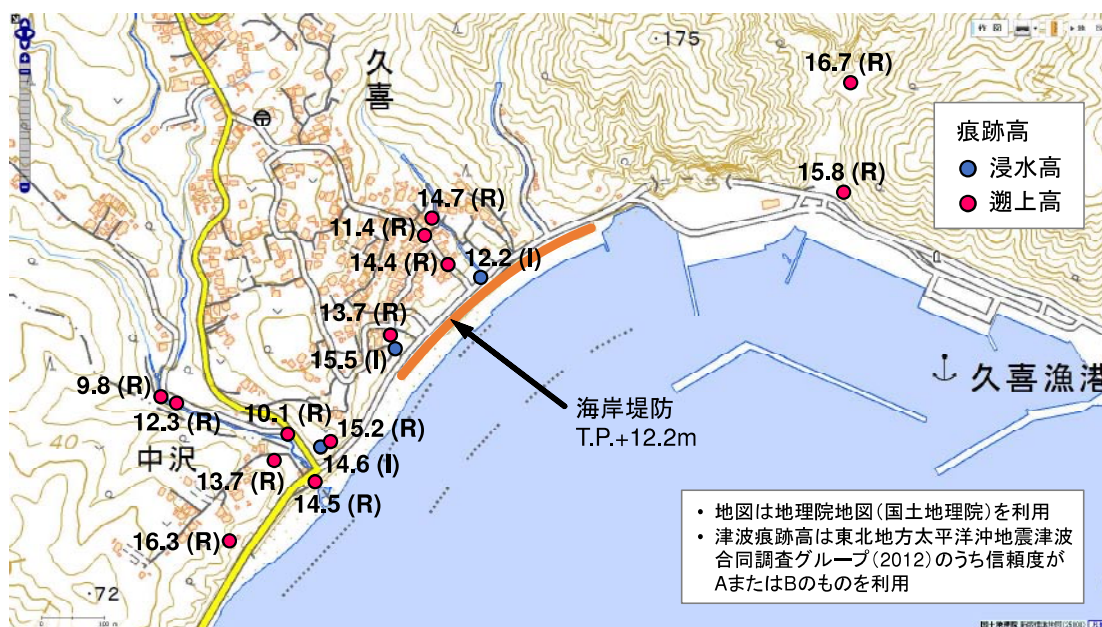 作 図
175
久
喜
16.7 (R)
痕跡高
浸水高
遡上高
15.8 (R)
14.7 (R)
11.4 (R)
14.4 (R)
12.2 (I)
13.7 (R)
15.5 (I)
9.8 (R)
12.3 (R)
10.1 (R)
15.2 (R)
14.6 (I)
13.7 (R)
14.5 (R)
16.3 (R)
40
中沢
72
海岸堤防
T.P.+12.2m
久喜漁港
• 地図は地理院地図(国土地理院)を利用
• 津波痕跡高は東北地方太平洋沖地震津波
合同調査グループ(2012)のうち信頼度が
AまたはBのものを利用
100 m